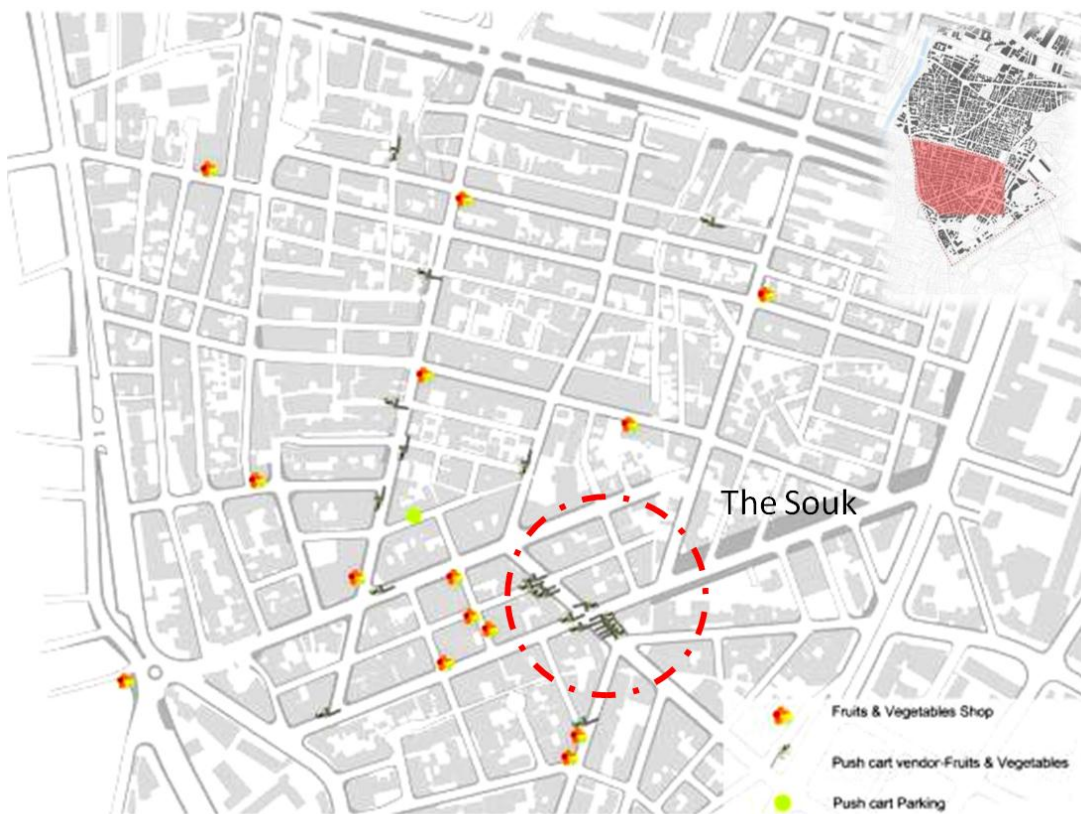 The Souk
Fruits & Vegetables Shop
Push cart vendor-Fruits & Vegetables
Push cart Parking